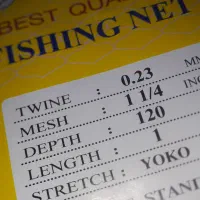 BEST QUA
FISHING NET
TWINE : 0.23 MM
MESH : 1 1/4 INC
DEPTH : 120
LENGTH : 1
STRETCH : YOKO
STAND